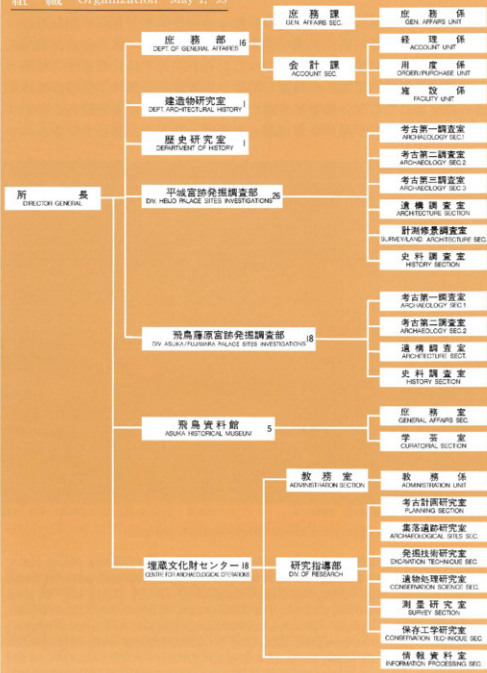 組織 Organization May 1, '93
庶務部 16
DEPT. OF GENERAL AFFAIRES
庶務課
GEN. AFFAIRS SEC.
庶務係
GEN. AFFAIRS UNIT
会計課
ACCOUNT SEC.
経理係
ACCOUNT UNIT
用度係
ORDER/PURCHASE UNIT
施設係
FACILITY UNIT
建造物研究室 1
DEPT. ARCHITECTURAL HISTORY
歴史研究室 1
DEPARTMENT OF HISTORY
所長
DIRECTOR GENERAL
平城宮跡発掘調査部 26
DIV. HEIJO PALACE SITES INVESTIGATIONS
考古第一調査室
ARCHAEOLOGY SEC.1
考古第二調査室
ARCHAEOLOGY SEC.2
考古第三調査室
ARCHAEOLOGY SEC.3
遺構調査室
ARCHITECTURE SECTION
計測修景調査室
SURVEY/LAND. ARCHITECTURE SEC.
史料調査室
HISTORY SECTION
飛鳥藤原宮跡発掘調査部 18
DIV. ASUKA/FUJIWARA PALACE SITES INVESTIGATIONS
考古第一調査室
ARCHAEOLOGY SEC.1
考古第二調査室
ARCHAEOLOGY SEC.2
遺構調査室
ARCHITECTURE SECT.
史料調査室
HISTORY SECTION
飛鳥資料館 5
ASUKA HISTORICAL MUSEUM
庶務室
GENERAL AFFAIRS SEC.
学芸室
CURATORIAL SECTION
埋蔵文化財センター 18
CENTRE FOR ARCHAEOLOGICAL OPERATIONS
教務室
ADMINISTRATION SECTION
教務係
ADMINISTRATION UNIT
研究指導部
DIV. OF RESEARCH
考古計画研究室
PLANNING SECTION
集落遺跡研究室
ARCHAEOLOGICAL SITES SEC.
発掘技術研究室
EXCAVATION TECHNIQUE SEC.
遺物処理研究室
CONSERVATION SCIENCE SEC.
測量研究室
SURVEY SECTION
保存工学研究室
CONSERVATION TECHNIQUE SEC.
情報資料室
INFORMATION PROCESSING SEC.